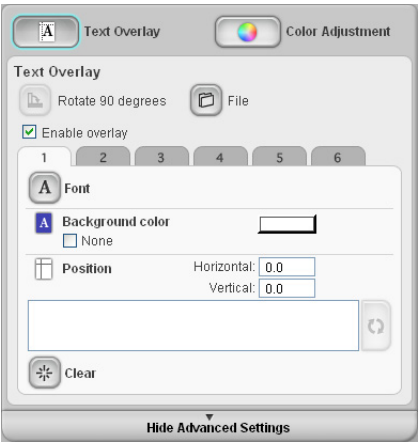 A Text Overlay Color Adjustment
Text Overlay
Rotate 90 degrees File
Enable overlay
1 2 3 4 5 6
A Font
A Background color
None
Position Horizontal: 0.0
Vertical: 0.0
Clear
Hide Advanced Settings